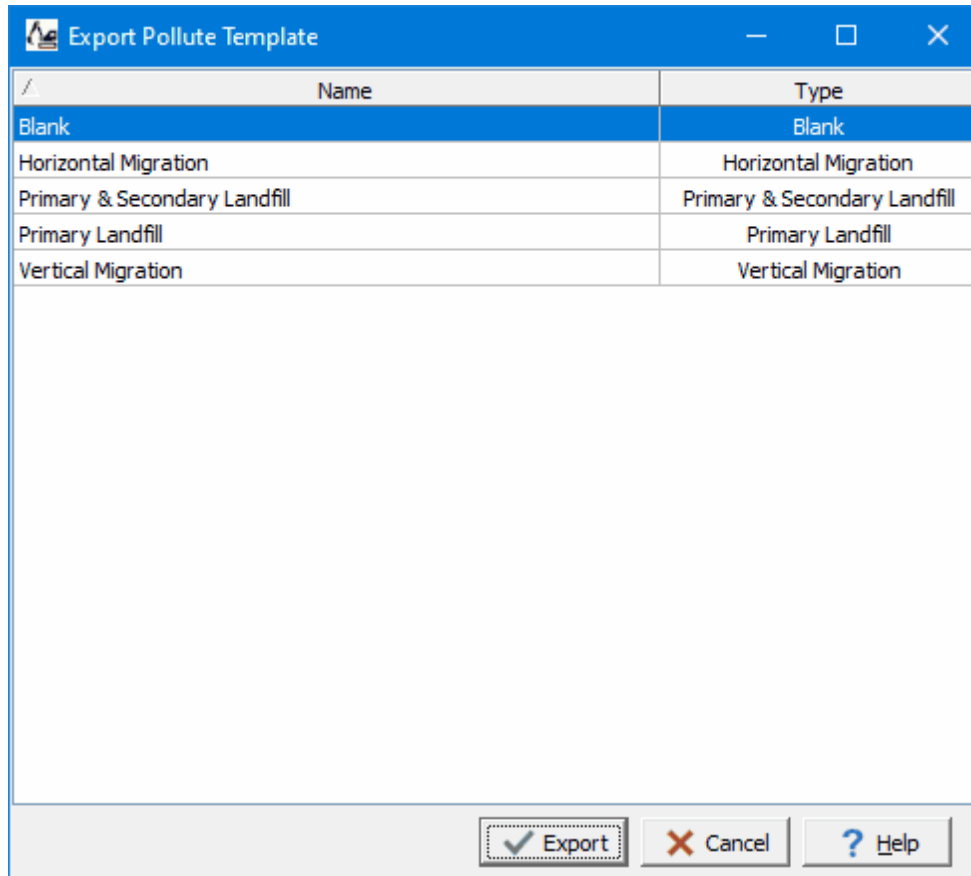 Export Pollute Template
Name Type
Blank Blank
Horizontal Migration Horizontal Migration
Primary & Secondary Landfill Primary & Secondary Landfill
Primary Landfill Primary Landfill
Vertical Migration Vertical Migration
Export Cancel ? Help